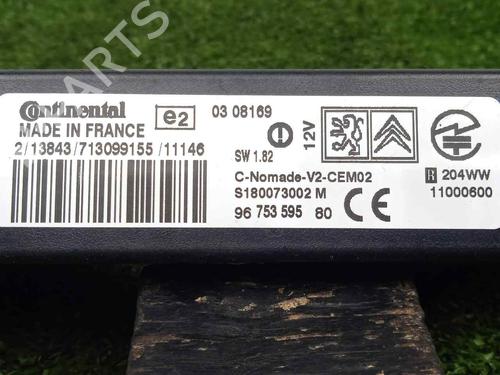 B-PARTS
Continental
MADE IN FRANCE
e2
03 08169
2/13843/713099155/11146
SW 1.82
12V
C-Nomade-V2-CEM02
S180073002 M
96 753 595 80
CE
R 204WW
11000600